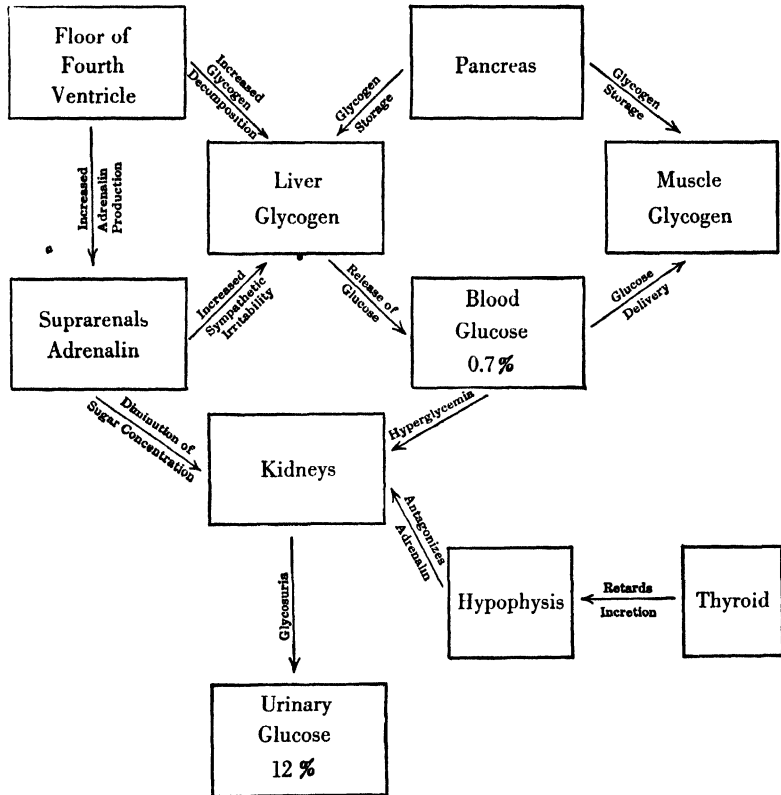 Floor of
Fourth
Ventricle
Increased
Glycogen
Decomposition
Pancreas
Glycogen
Storage
Glycogen
Storage
Increased
Adrenalin
Production
Liver
Glycogen
Muscle
Glycogen
Suprarenals
Adrenalin
Increased
Sympathetic
Irritability
Release of
Glucose
Blood
Glucose
0.7%
Glucose
Delivery
Diminution of
Sugar Concentration
Hyperglycemia
Kidneys
Antagonizes
Adrenalin
Glycosuria
Hypophysis
Retards
Incretion
Thyroid
Urinary
Glucose
12%